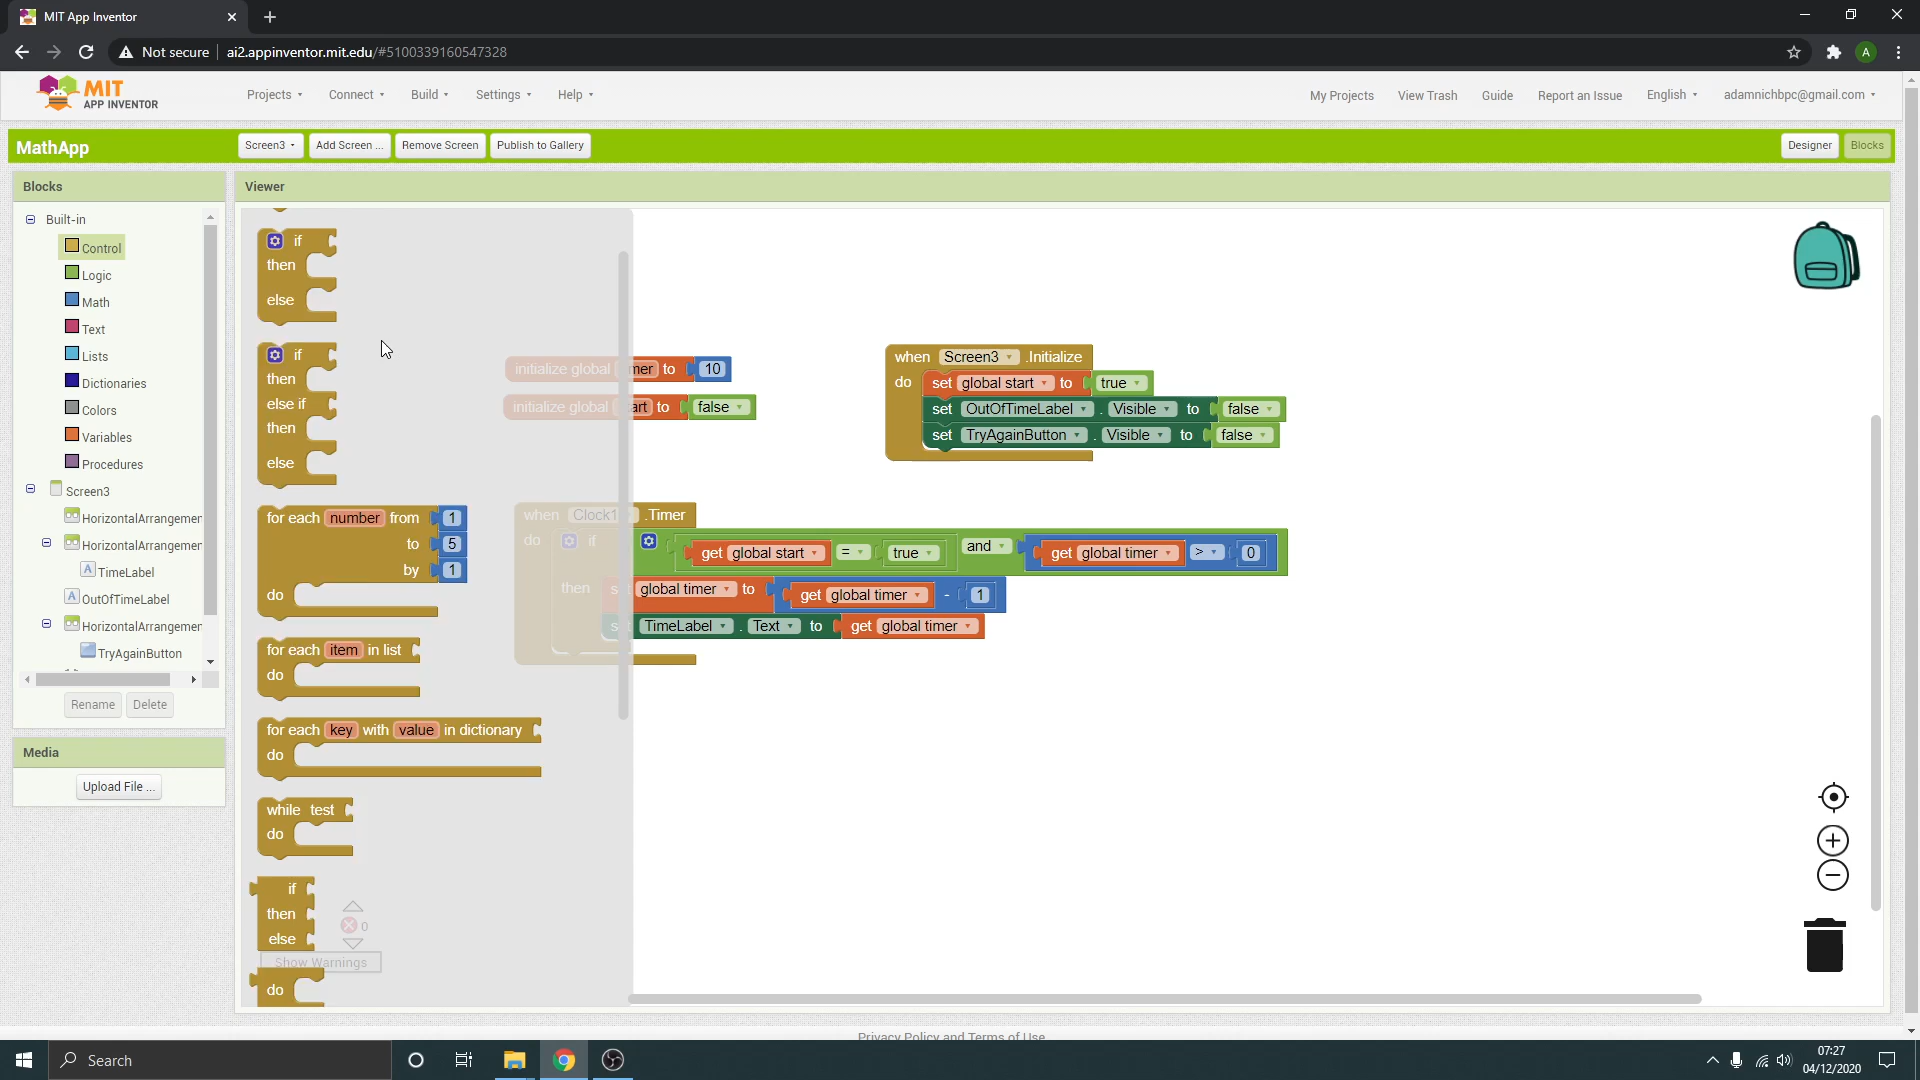 MIT App Inventor
Not secure
ai2.appinventor.mit.edu/#5100339160547328
A
MIT
APP INVENTOR
Projects
Connect
Build
Settings
Help
My Projects
View Trash
Guide
Report an Issue
English
adamnichbpc@gmail.com
MathApp
Screen3
Add Screen ...
Remove Screen
Publish to Gallery
Designer
Blocks
Blocks
Viewer
Built-in
Control
Logic
Math
Text
Lists
Dictionaries
Colors
Variables
Procedures
Screen3
HorizontalArrangemer
HorizontalArrangemer
A TimeLabel
A OutOfTimeLabel
HorizontalArrangemer
TryAgainButton
Rename
Delete
Media
Upload File ...
if
then
else
if
then
else if
then
else
for each number from 1
to 5
by 1
do
for each item in list
do
for each key with value in dictionary
do
while test
do
if
then
else
do
0
Show Warnings
initialize global mer to 10
initialize global art to false
when Screen3 .Initialize
do set global start to true
set OutOfTimeLabel . Visible to false
set TryAgainButton . Visible to false
when Clock1 .Timer
do if get global start = true and get global timer > 0
then set global timer to get global timer - 1
set TimeLabel . Text to get global timer
Privacy Policy and Terms of Use
Search
07:27
04/12/2020